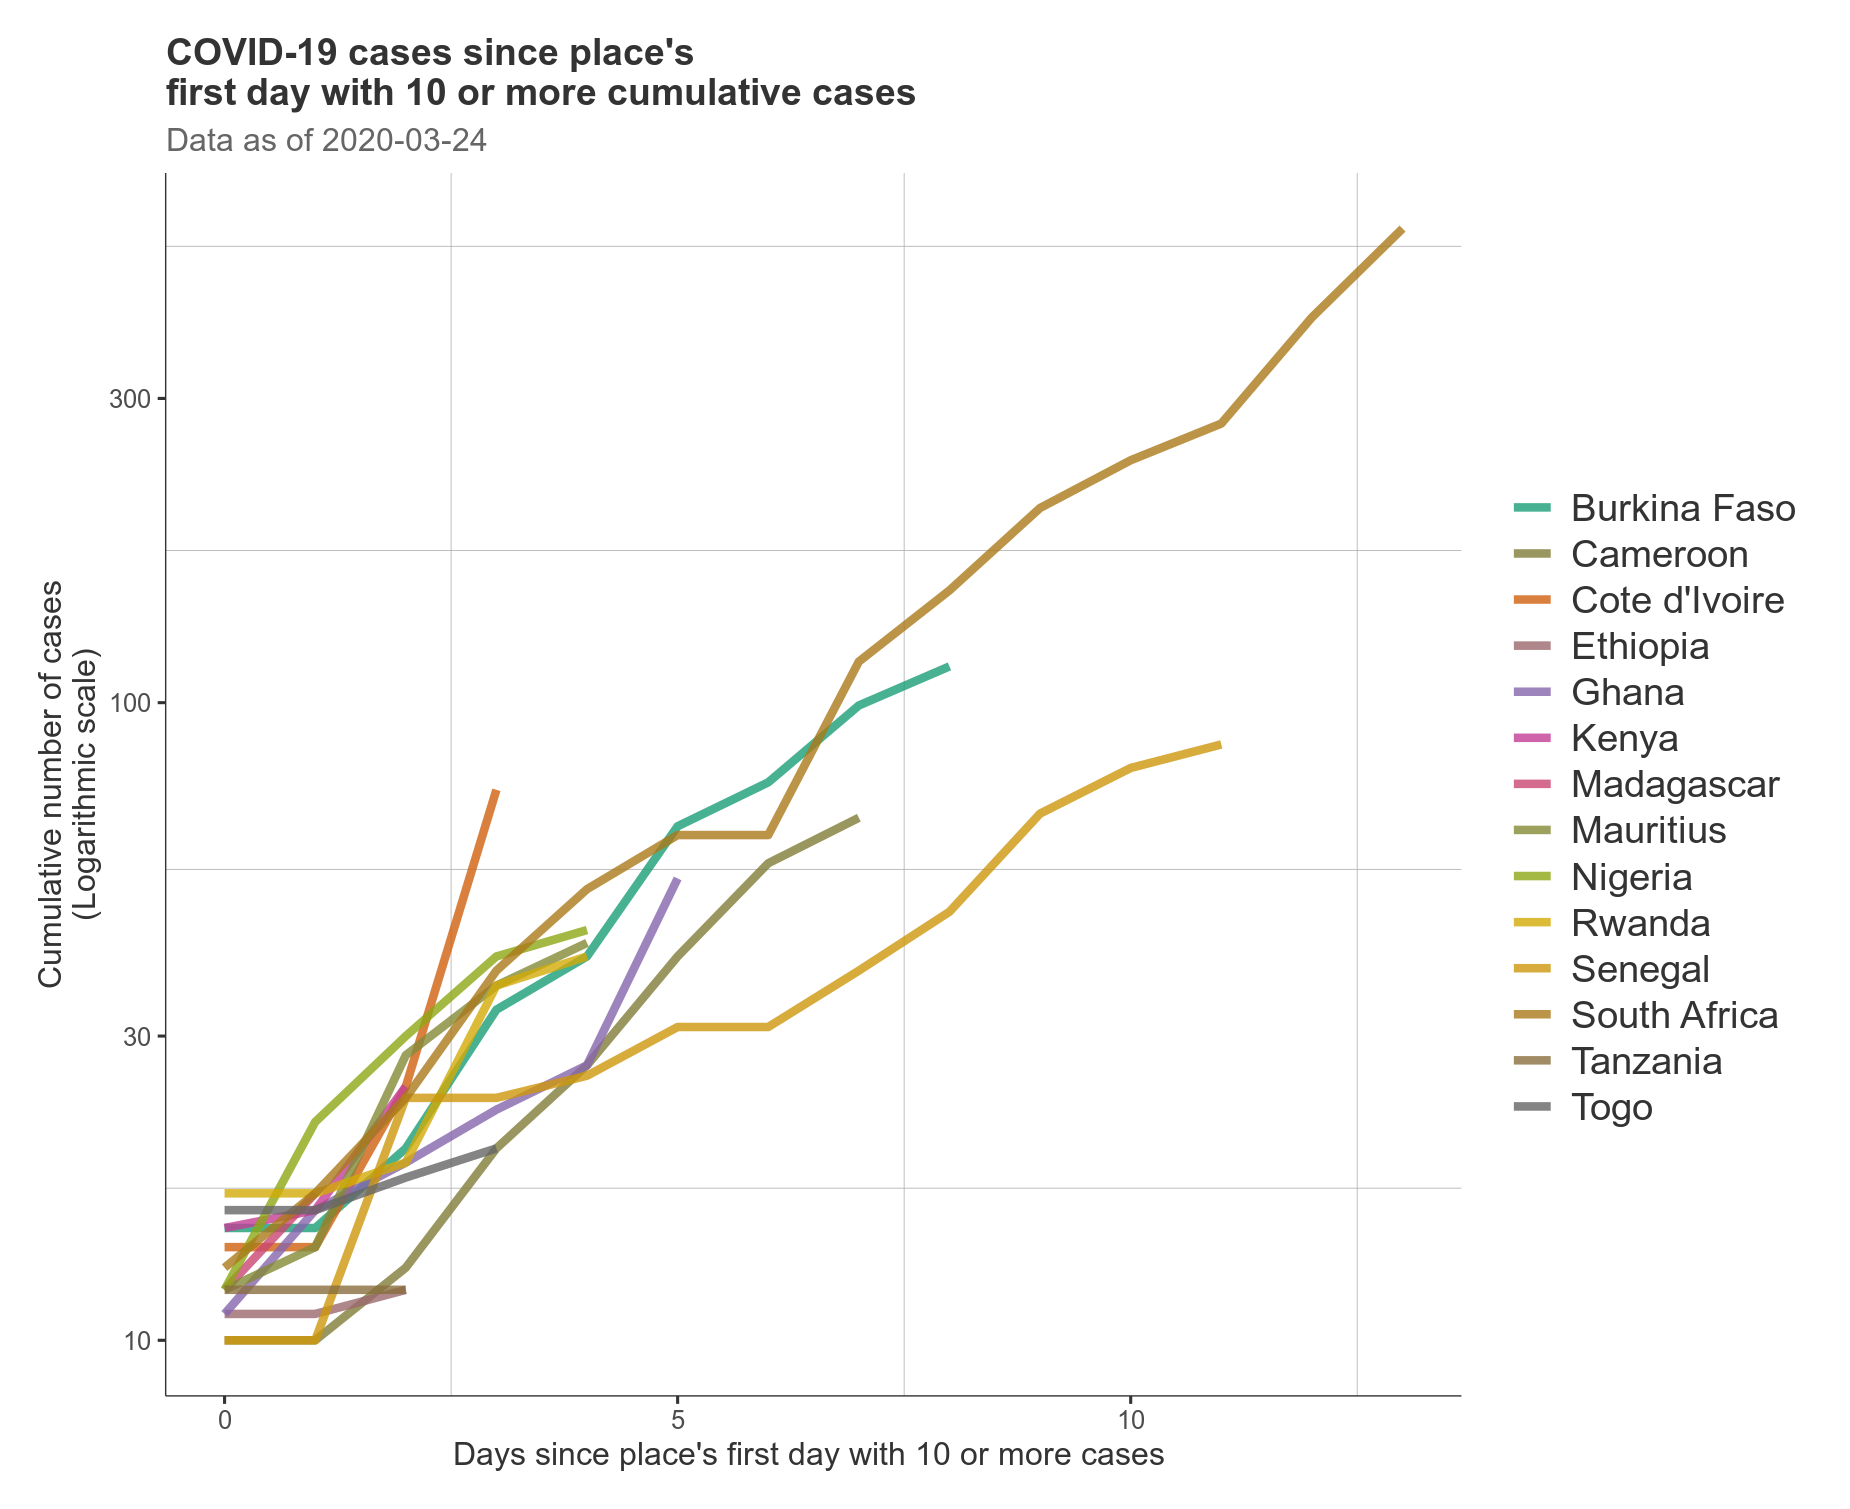 COVID-19 cases since place's
first day with 10 or more cumulative cases
Data as of 2020-03-24
Cumulative number of cases
(Logarithmic scale)
300
100
30
10
0
5
10
Days since place's first day with 10 or more cases
Burkina Faso
Cameroon
Cote d'Ivoire
Ethiopia
Ghana
Kenya
Madagascar
Mauritius
Nigeria
Rwanda
Senegal
South Africa
Tanzania
Togo